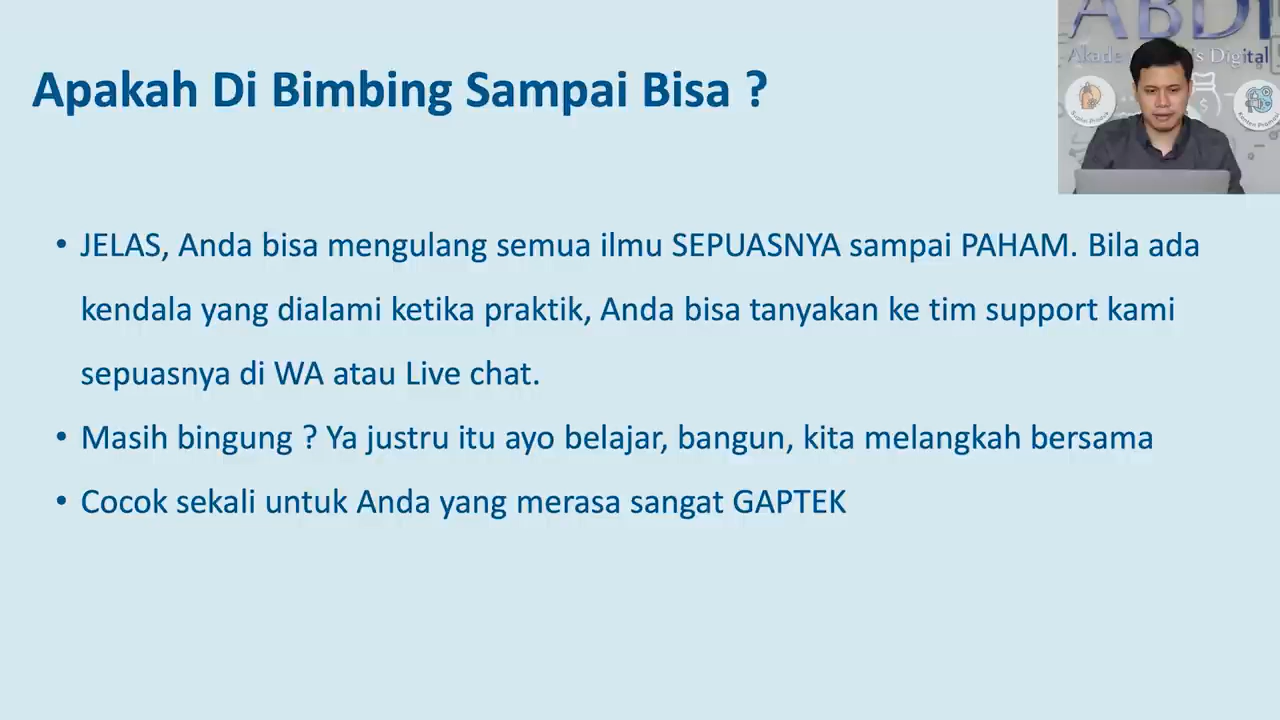 ABDI
Akade s Digital
Apakah Di Bimbing Sampai Bisa ?
• JELAS, Anda bisa mengulang semua ilmu SEPUASNYA sampai PAHAM. Bila ada
kendala yang dialami ketika praktik, Anda bisa tanyakan ke tim support kami
sepuasnya di WA atau Live chat.
• Masih bingung ? Ya justru itu ayo belajar, bangun, kita melangkah bersama
• Cocok sekali untuk Anda yang merasa sangat GAPTEK